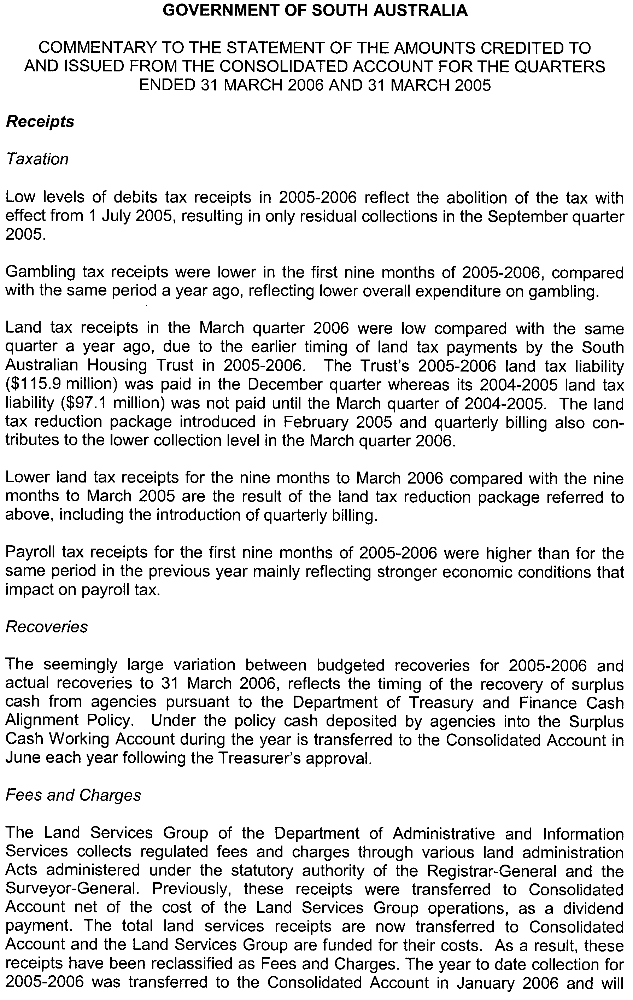 GOVERNMENT OF SOUTH AUSTRALIA
COMMENTARY TO THE STATEMENT OF THE AMOUNTS CREDITED TO
AND ISSUED FROM THE CONSOLIDATED ACCOUNT FOR THE QUARTERS
ENDED 31 MARCH 2006 AND 31 MARCH 2005
Receipts
Taxation
Low levels of debits tax receipts in 2005-2006 reflect the abolition of the tax with
effect from 1 July 2005, resulting in only residual collections in the September quarter
2005.
Gambling tax receipts were lower in the first nine months of 2005-2006, compared
with the same period a year ago, reflecting lower overall expenditure on gambling.
Land tax receipts in the March quarter 2006 were low compared with the same
quarter a year ago, due to the earlier timing of land tax payments by the South
Australian Housing Trust in 2005-2006. The Trust's 2005-2006 land tax liability
($115.9 million) was paid in the December quarter whereas its 2004-2005 land tax
liability ($97.1 million) was not paid until the March quarter of 2004-2005. The land
tax reduction package introduced in February 2005 and quarterly billing also con-
tributes to the lower collection level in the March quarter 2006.
Lower land tax receipts for the nine months to March 2006 compared with the nine
months to March 2005 are the result of the land tax reduction package referred to
above, including the introduction of quarterly billing.
Payroll tax receipts for the first nine months of 2005-2006 were higher than for the
same period in the previous year mainly reflecting stronger economic conditions that
impact on payroll tax.
Recoveries
The seemingly large variation between budgeted recoveries for 2005-2006 and
actual recoveries to 31 March 2006, reflects the timing of the recovery of surplus
cash from agencies pursuant to the Department of Treasury and Finance Cash
Alignment Policy. Under the policy cash deposited by agencies into the Surplus
Cash Working Account during the year is transferred to the Consolidated Account in
June each year following the Treasurer's approval.
Fees and Charges
The Land Services Group of the Department of Administrative and Information
Services collects regulated fees and charges through various land administration
Acts administered under the statutory authority of the Registrar-General and the
Surveyor-General. Previously, these receipts were transferred to Consolidated
Account net of the cost of the Land Services Group operations, as a dividend
payment. The total land services receipts are now transferred to Consolidated
Account and the Land Services Group are funded for their costs. As a result, these
receipts have been reclassified as Fees and Charges. The year to date collection for
2005-2006 was transferred to the Consolidated Account in January 2006 and will